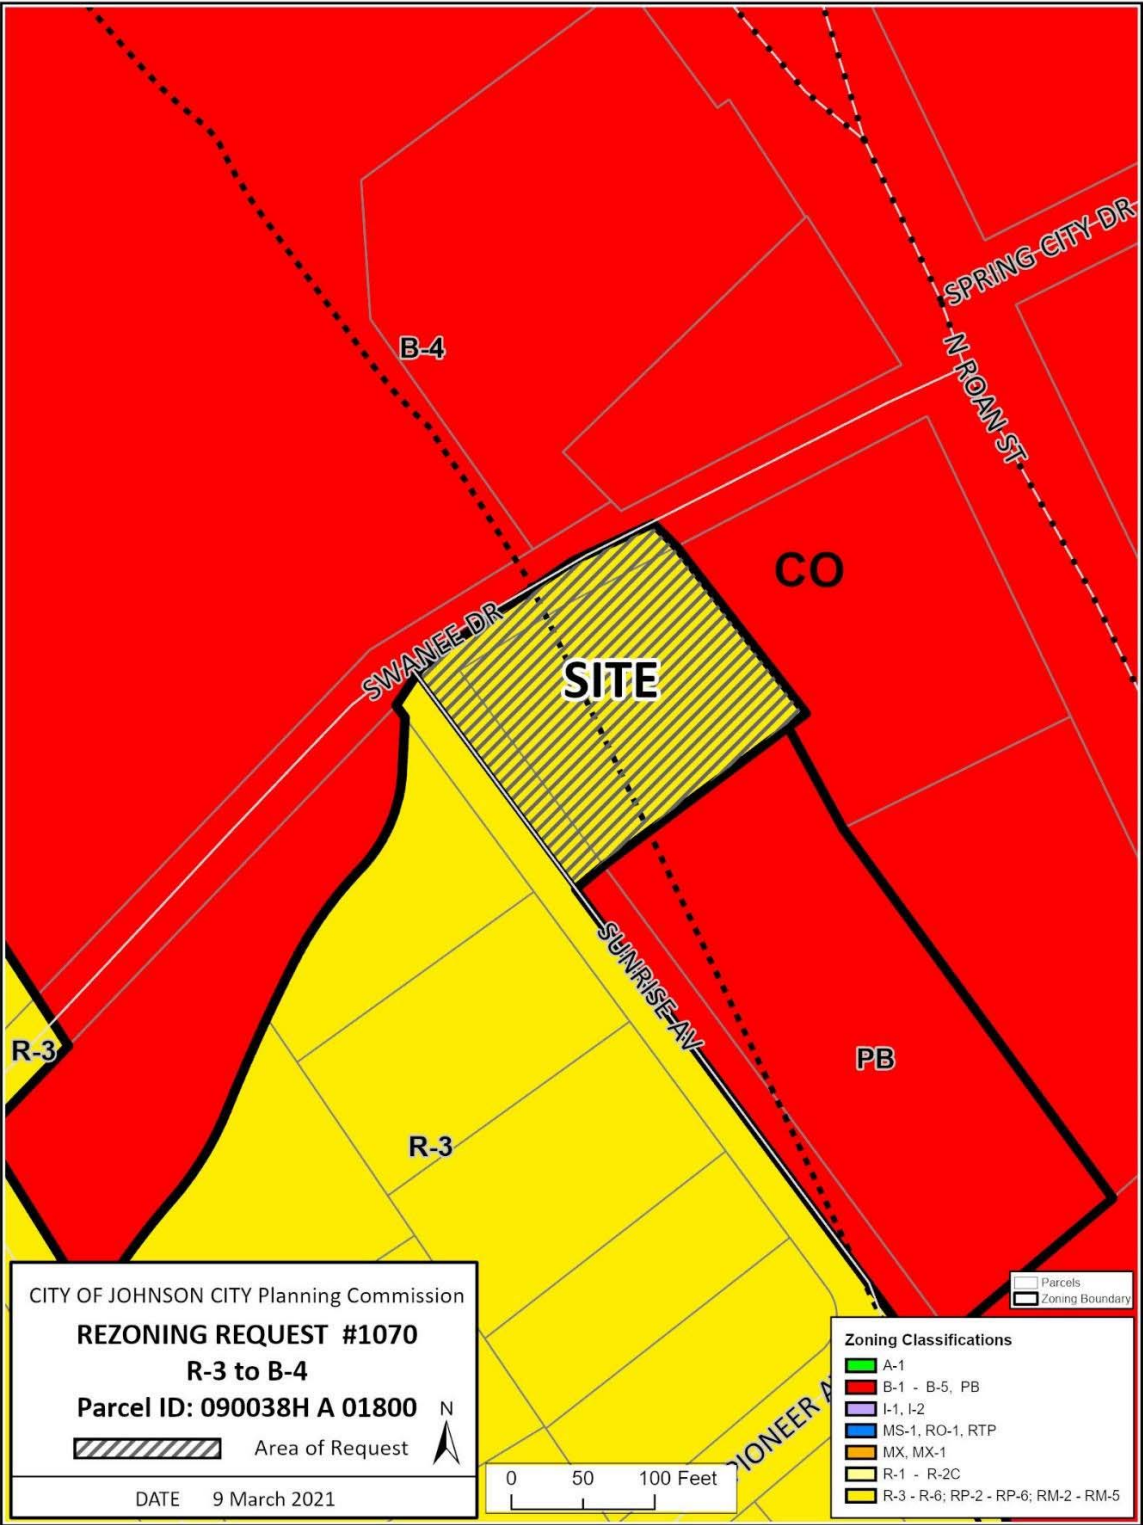 SPRING CITY DR
B-4
N ROAN ST
CO
SWANEE DR
SITE
SUNRISE AV
R-3
PB
R-3
PIONEER A
CITY OF JOHNSON CITY Planning Commission
REZONING REQUEST #1070
R-3 to B-4
Parcel ID: 090038H A 01800
N
Area of Request
DATE 9 March 2021
0 50 100 Feet
Parcels
Zoning Boundary
Zoning Classifications
A-1
B-1 - B-5, PB
I-1, I-2
MS-1, RO-1, RTP
MX, MX-1
R-1 - R-2C
R-3 - R-6; RP-2 - RP-6; RM-2 - RM-5